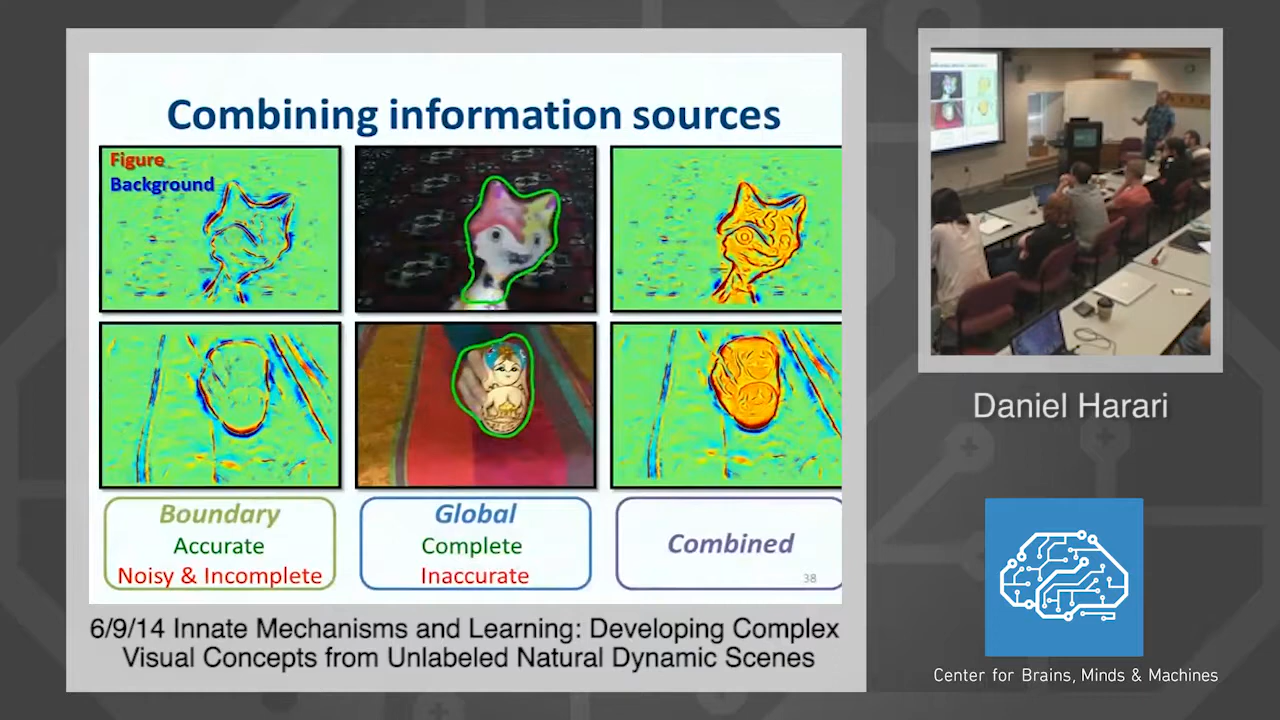 Combining information sources
Figure
Background
Boundary
Accurate
Noisy & Incomplete
Global
Complete
Inaccurate
Combined
38
6/9/14 Innate Mechanisms and Learning: Developing Complex
Visual Concepts from Unlabeled Natural Dynamic Scenes
Daniel Harari
Center for Brains, Minds & Machines